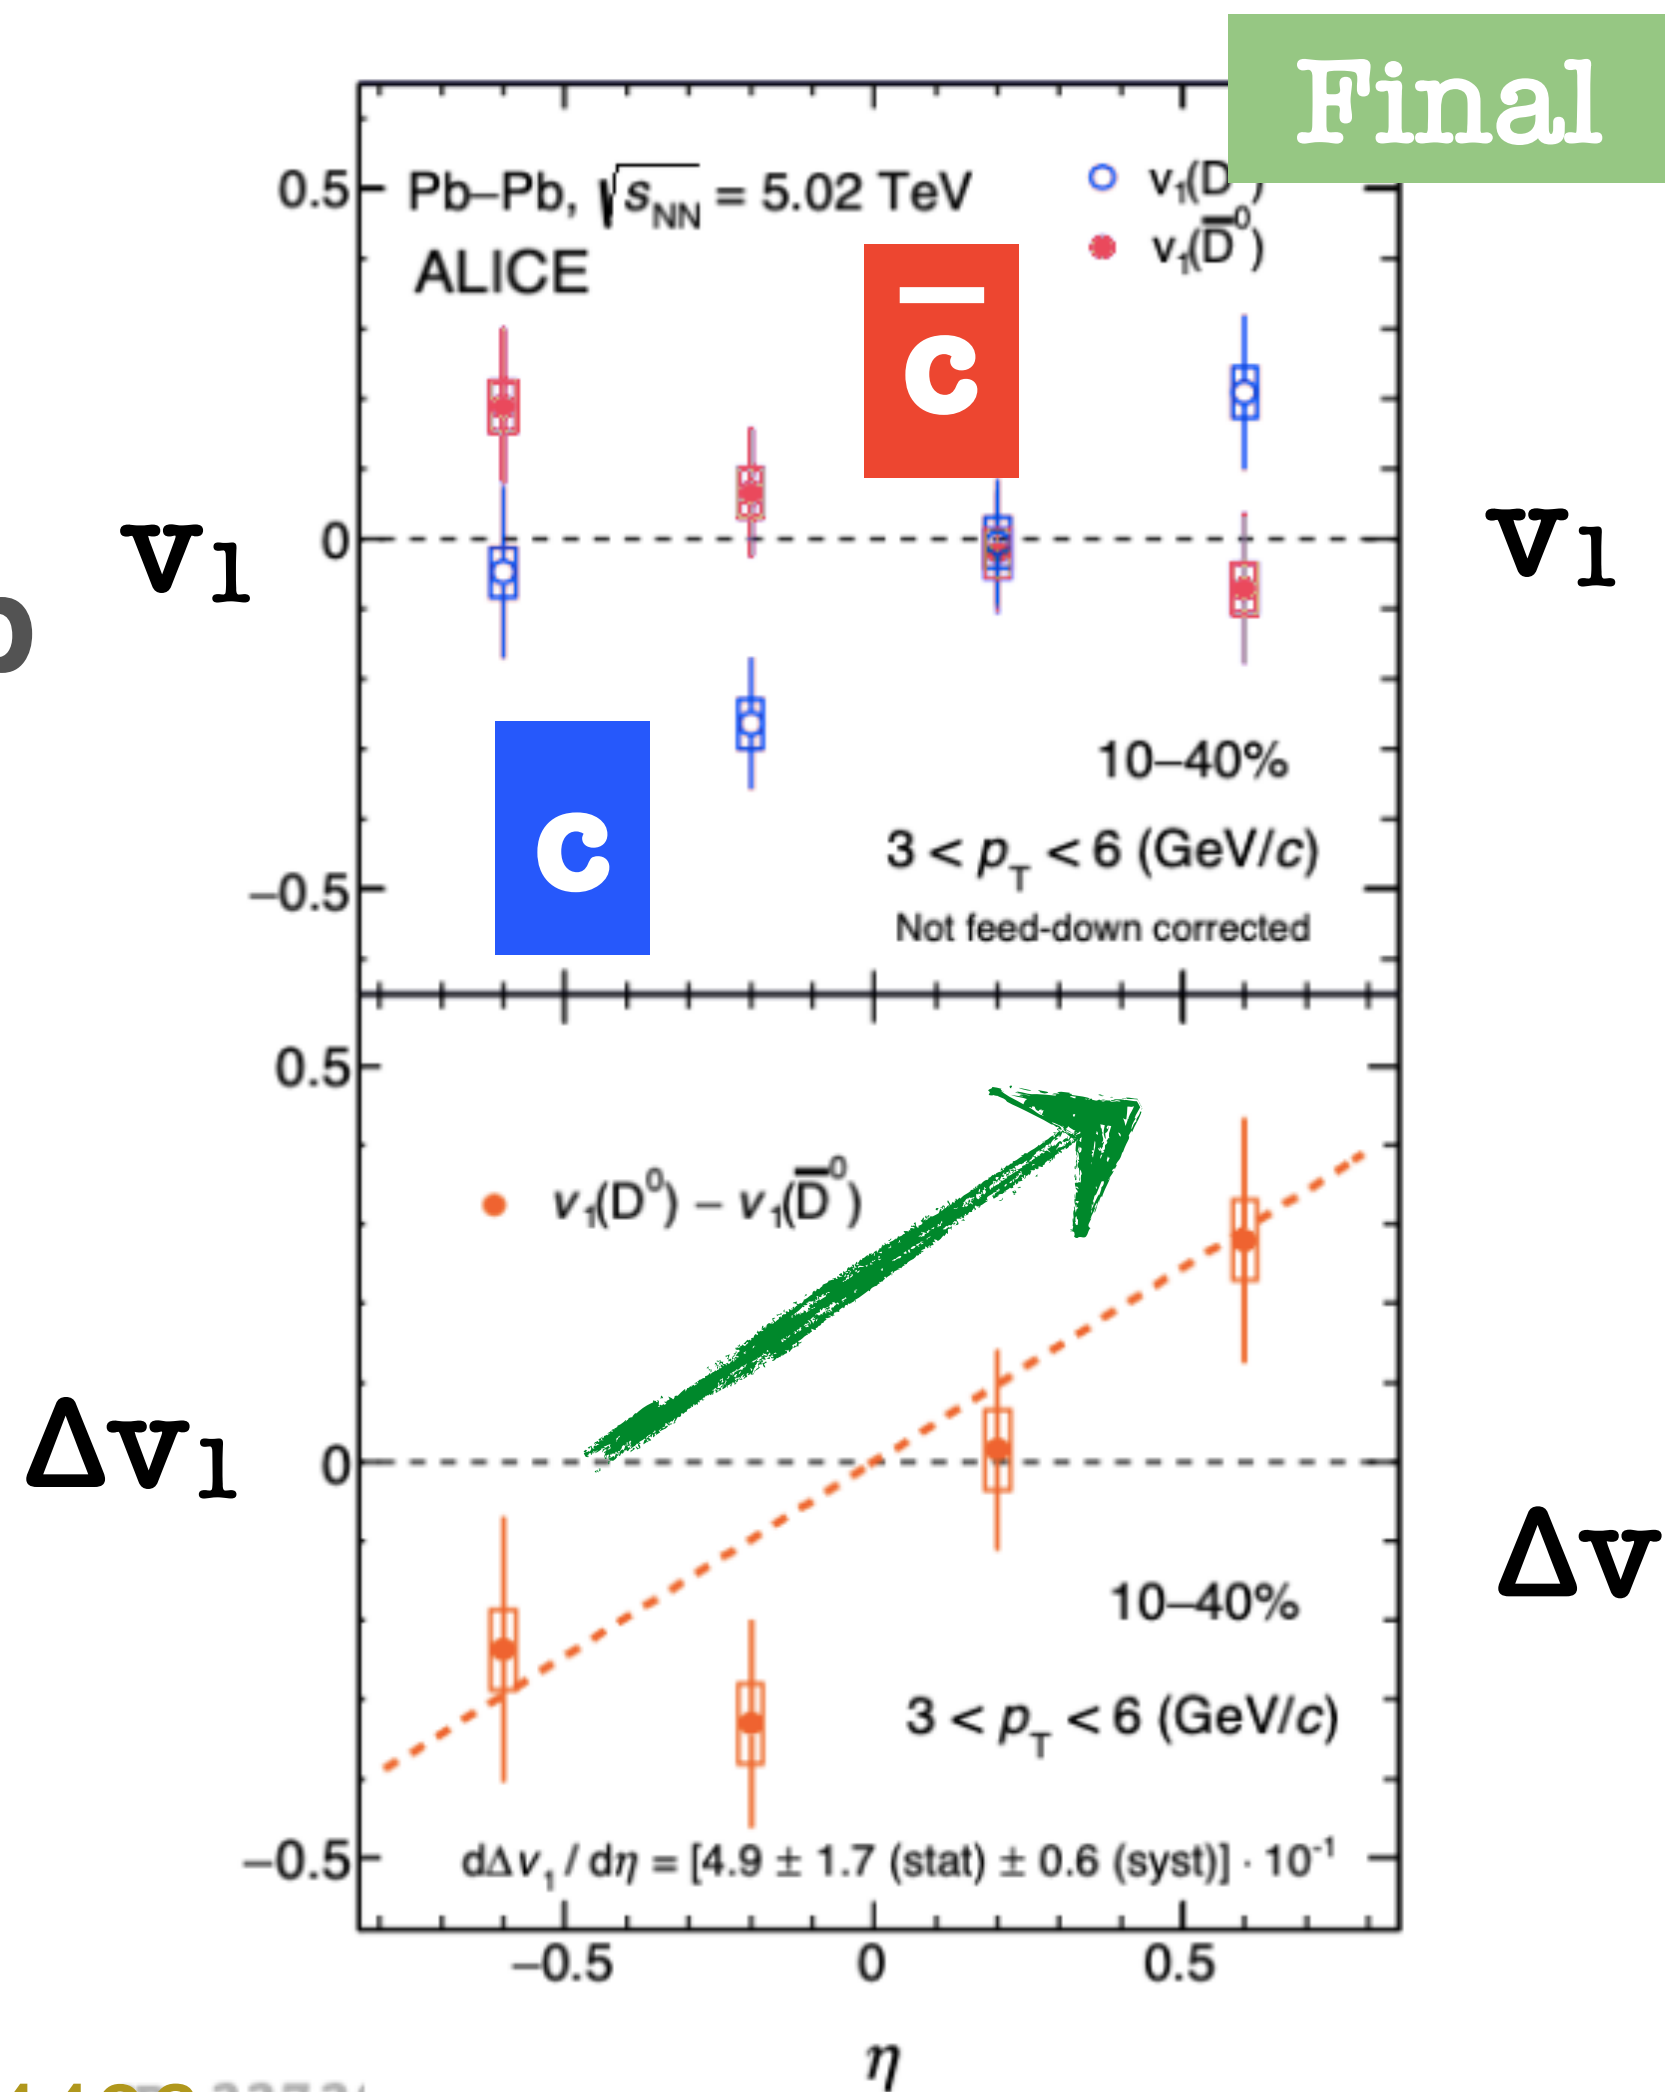 Final
0.5
Pb–Pb, √sNN = 5.02 TeV
v1(D
ALICE
v1(D̅⁰)
c̅
v1
0
v1
c
10–40%
3 < pT < 6 (GeV/c)
–0.5
Not feed-down corrected
0.5
v1(D⁰) – v1(D̅⁰)
Δv1
0
Δv
10–40%
3 < pT < 6 (GeV/c)
–0.5
dΔv1 / dη = [4.9 ± 1.7 (stat) ± 0.6 (syst)] · 10⁻¹
–0.5 0 0.5
η